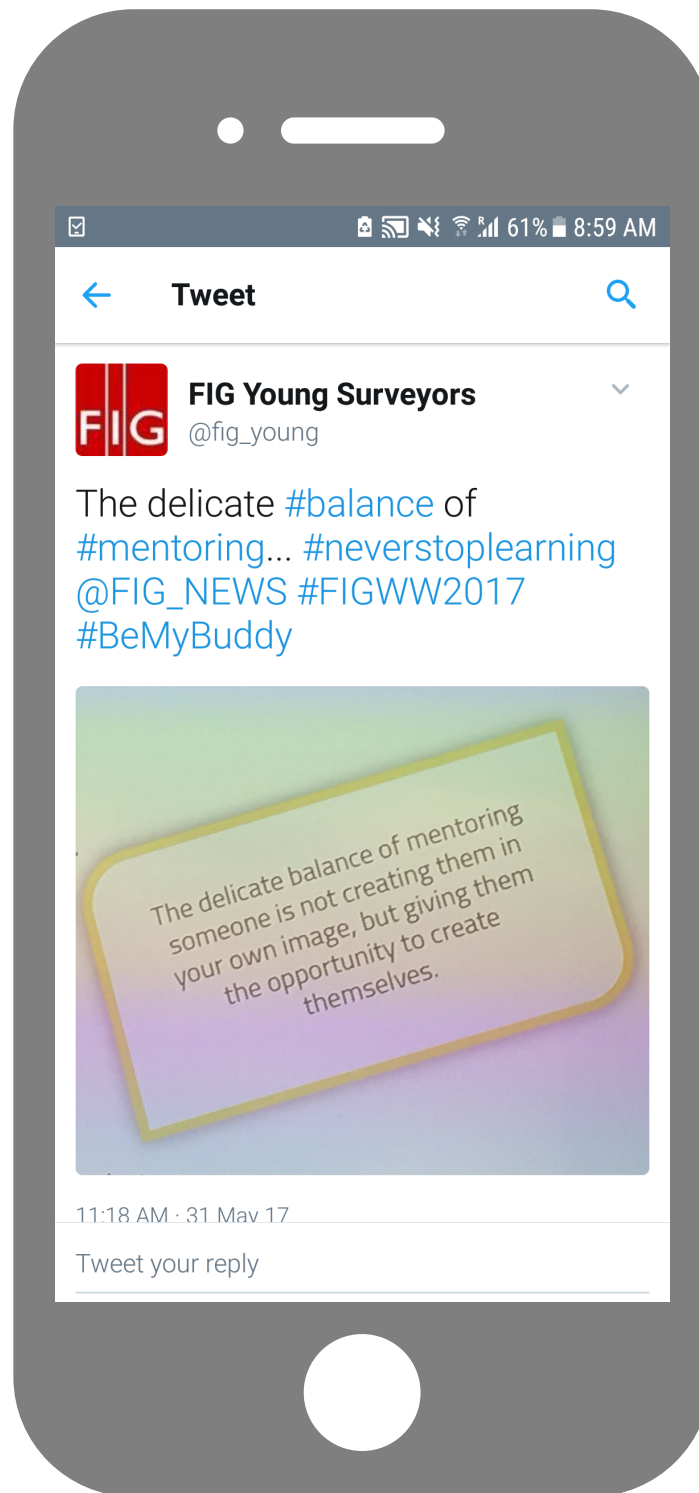 61% 8:59 AM
Tweet
FIG
FIG Young Surveyors
@fig_young
The delicate #balance of
#mentoring... #neverstoplearning
@FIG_NEWS #FIGWW2017
#BeMyBuddy
The delicate balance of mentoring
someone is not creating them in
your own image, but giving them
the opportunity to create
themselves.
11:18 AM · 31 May 17
Tweet your reply